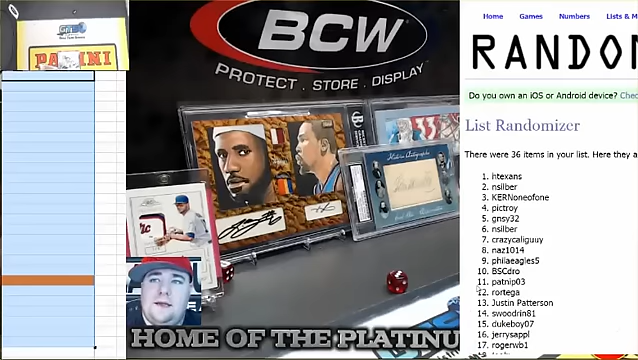 PANINI
BCW
PROTECT . STORE . DISPLAY
HOME OF THE PLATINU
Home Games Numbers Lists & M
RANDO
Do you own an iOS or Android device? Chec
List Randomizer
There were 36 items in your list. Here they a
1. htexans
2. nsilber
3. KERNoneofone
4. pictroy
5. gnsy32
6. nsilber
7. crazycaliguy
8. naz1014
9. philaeagles5
10. BSCdro
11. patnip03
12. rortega
13. Justin Patterson
14. swoodrin81
15. dukeboy07
16. jerrysappl
17. rogerwb1